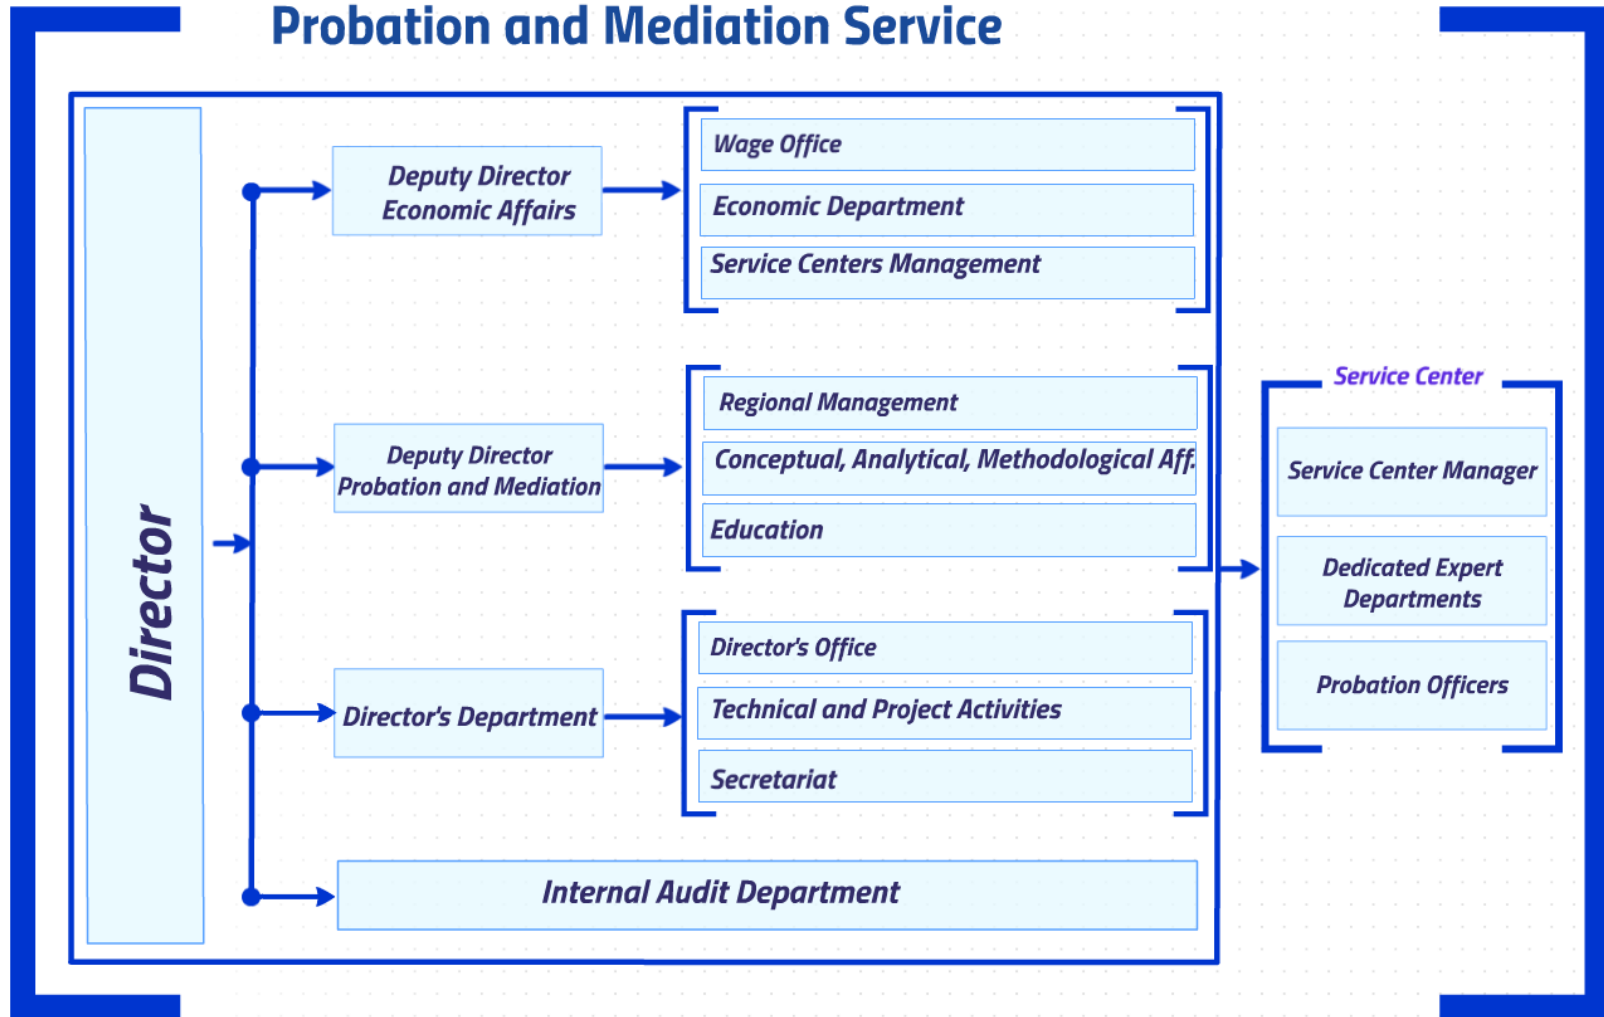 Probation and Mediation Service
Director
Deputy Director
Economic Affairs
Wage Office
Economic Department
Service Centers Management
Deputy Director
Probation and Mediation
Regional Management
Conceptual, Analytical, Methodological Aff.
Education
Director's Department
Director's Office
Technical and Project Activities
Secretariat
Internal Audit Department
Service Center
Service Center Manager
Dedicated Expert
Departments
Probation Officers